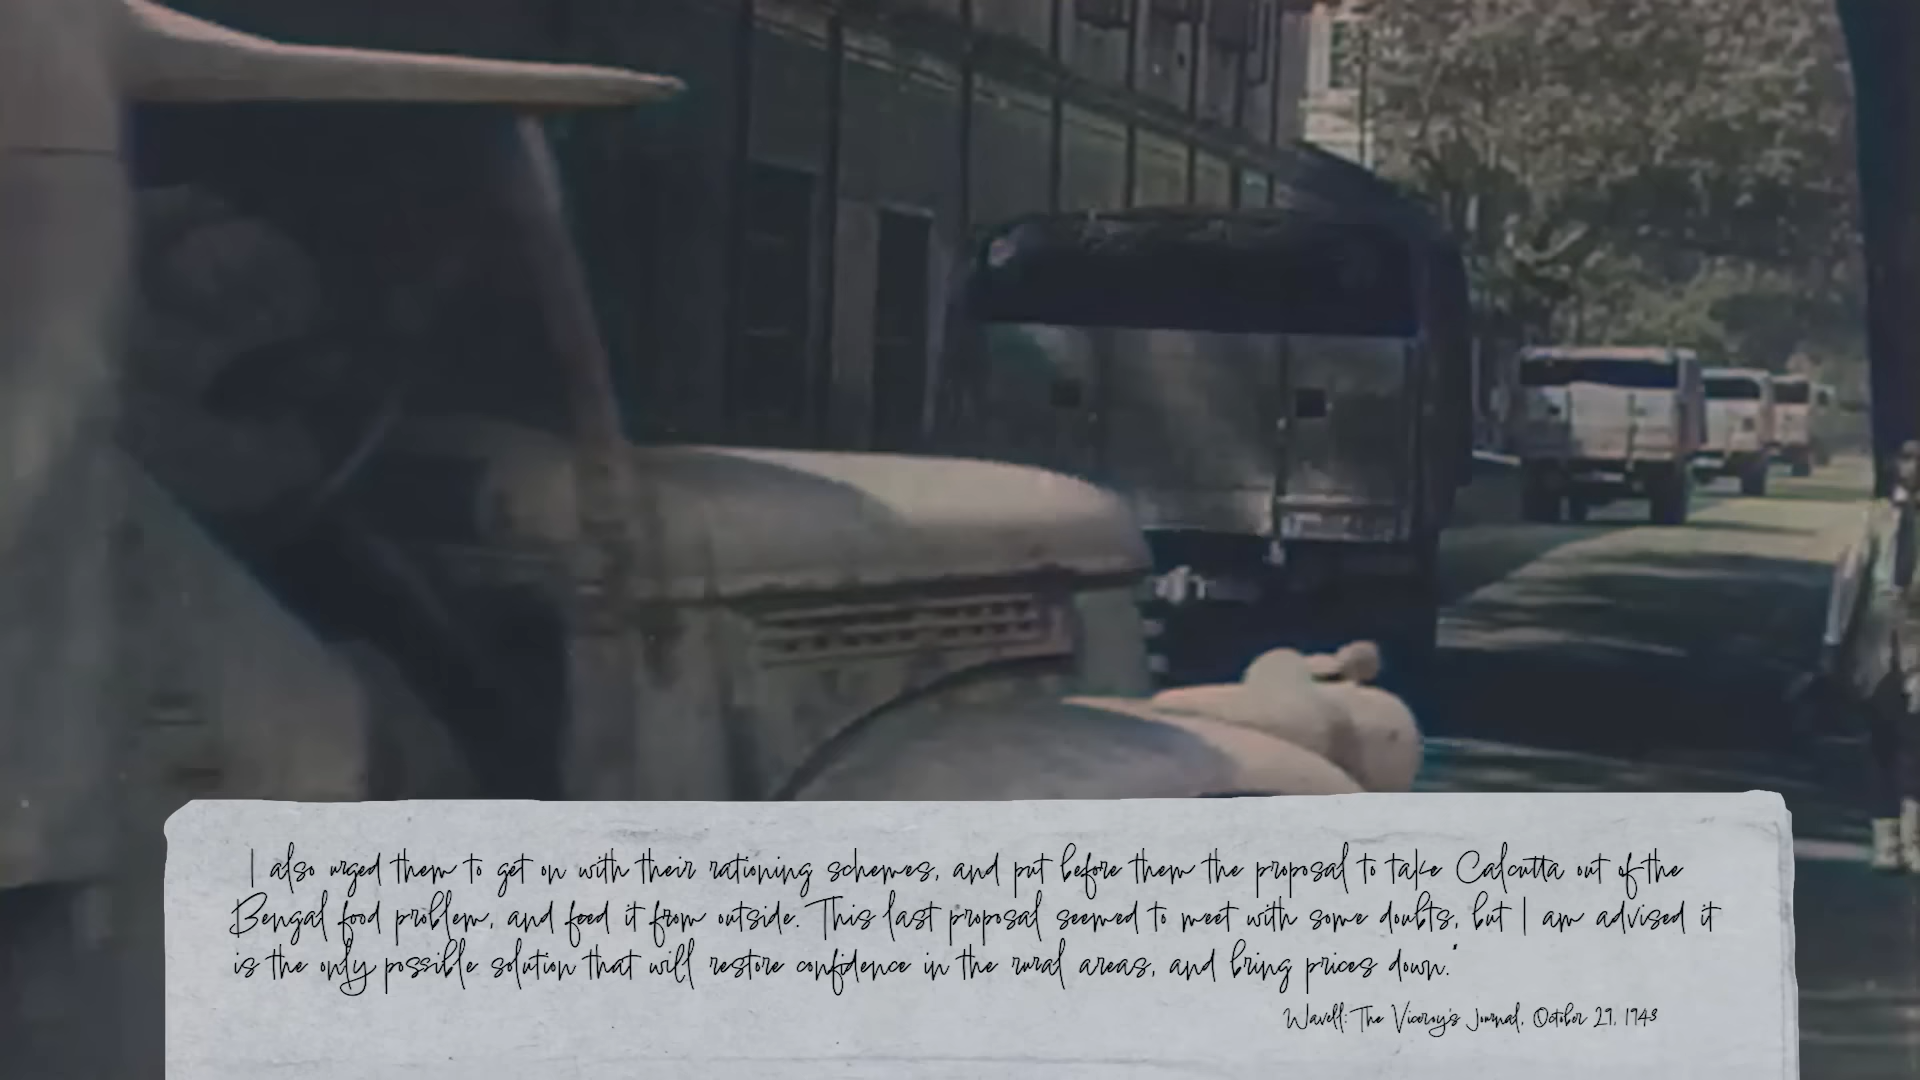 I also urged them to get on with their rationing schemes, and put before them the proposal to take Calcutta out of the
Bengal food problem, and feed it from outside. This last proposal seemed to meet with some doubts, but I am advised it
is the only possible solution that will restore confidence in the rural areas, and bring prices down.'
Wavell: The Viceroy's Journal, October 29, 1943